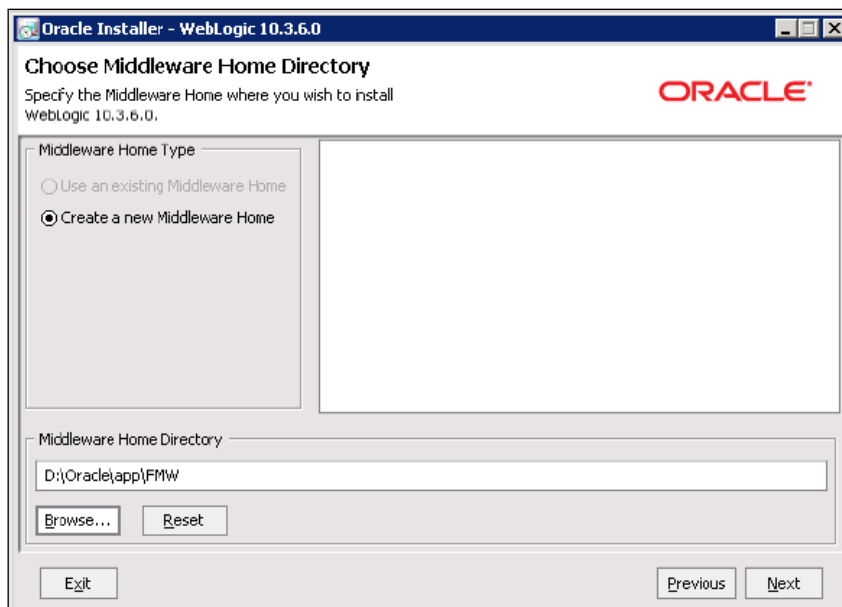 Oracle Installer - WebLogic 10.3.6.0
Choose Middleware Home Directory
Specify the Middleware Home where you wish to install
WebLogic 10.3.6.0.
ORACLE
Middleware Home Type
Use an existing Middleware Home
Create a new Middleware Home
Middleware Home Directory
D:\Oracle\app\FMW
Browse...
Reset
Exit
Previous
Next